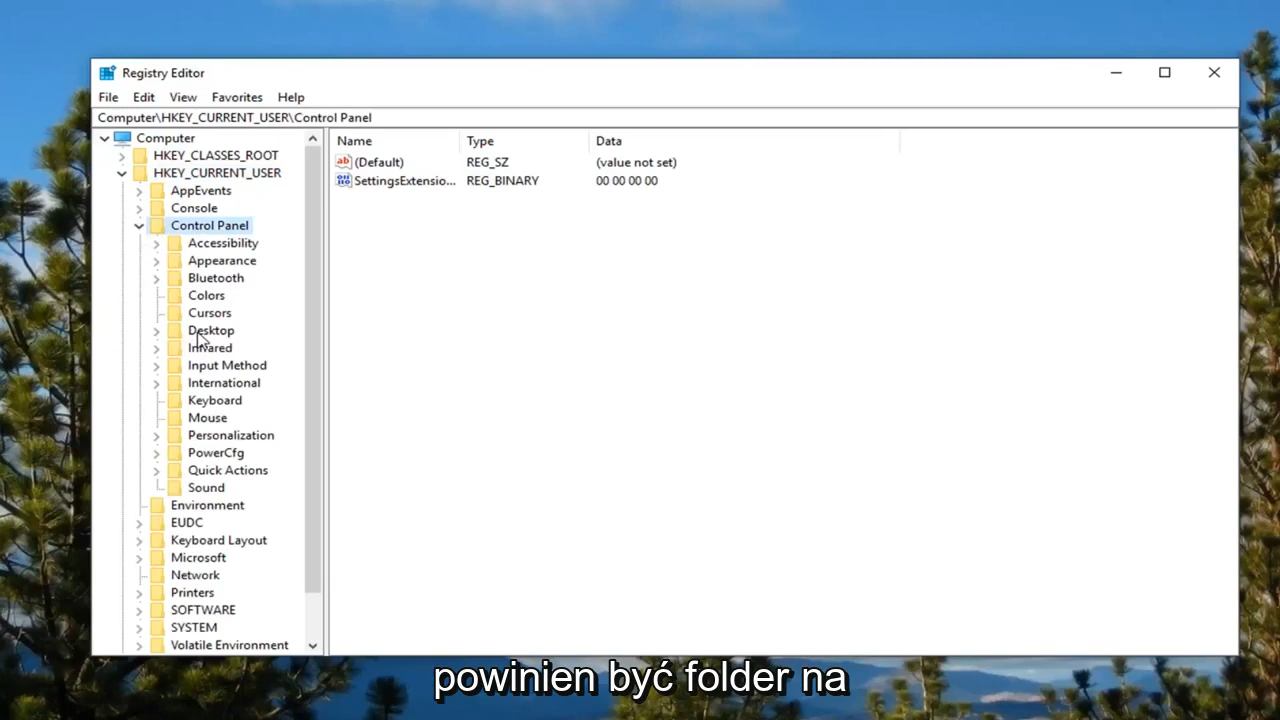 Registry Editor
File Edit View Favorites Help
Computer\HKEY_CURRENT_USER\Control Panel
Computer
HKEY_CLASSES_ROOT
HKEY_CURRENT_USER
AppEvents
Console
Control Panel
Accessibility
Appearance
Bluetooth
Colors
Cursors
Desktop
Infrared
Input Method
International
Keyboard
Mouse
Personalization
PowerCfg
Quick Actions
Sound
Environment
EUDC
Keyboard Layout
Microsoft
Network
Printers
SOFTWARE
SYSTEM
Volatile Environment
Name Type Data
(Default) REG_SZ (value not set)
SettingsExtensio... REG_BINARY 00 00 00 00
powinien być folder na